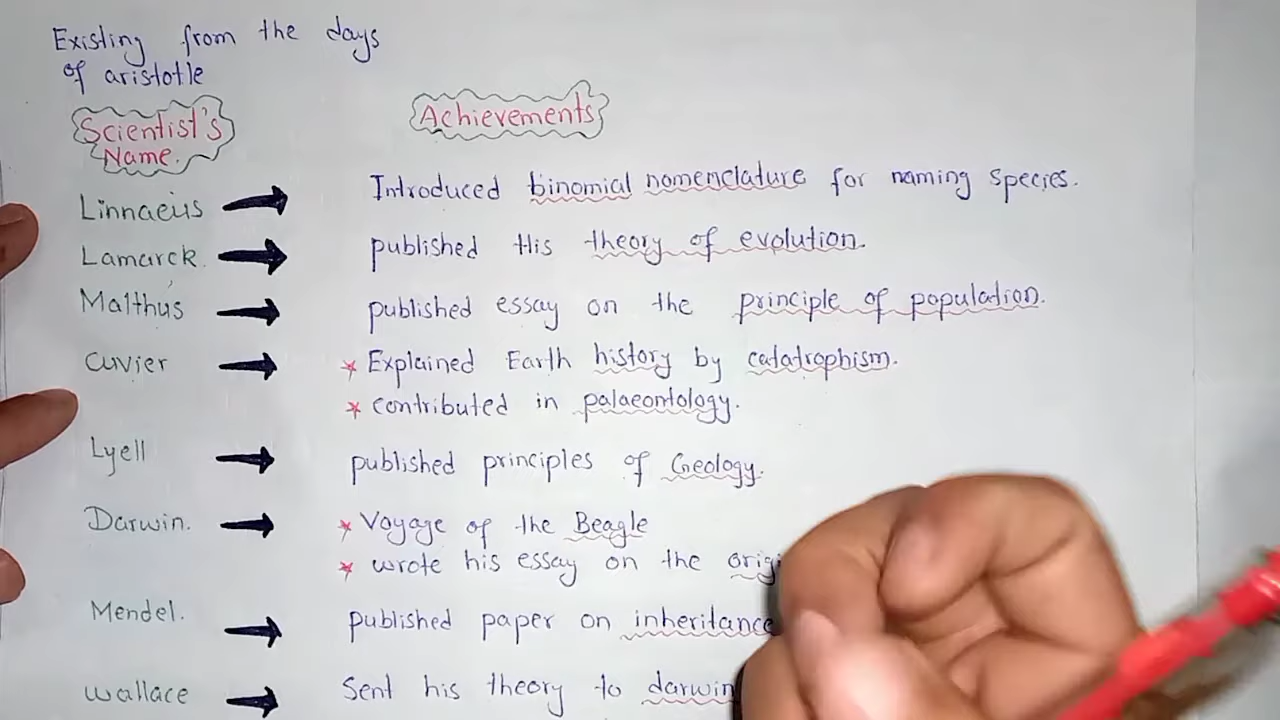 Existing from the days
of aristotle
Scientist's
Name.
Achievements
Linnaeus
Introduced binomial nomenclature for naming species.
Lamarck.
published His theory of evolution.
Malthus
published essay on the principle of population.
cuvier
* Explained Earth history by catatrophism.
* contributed in palaeontology.
Lyell
published principles of Geology.
Darwin.
* Voyage of the Beagle
* wrote his essay on the
Mendel.
published paper on inheritance
wallace
Sent his theory to darwin